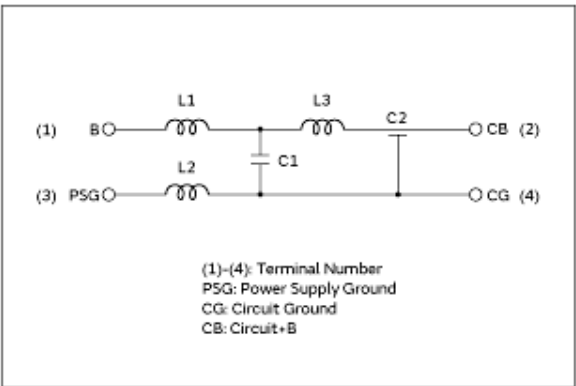 L1 L3
C2
(1) B CB (2)
L2 C1
(3) PSG CG (4)
(1)-(4): Terminal Number
PSG: Power Supply Ground
CG: Circuit Ground
CB: Circuit+B